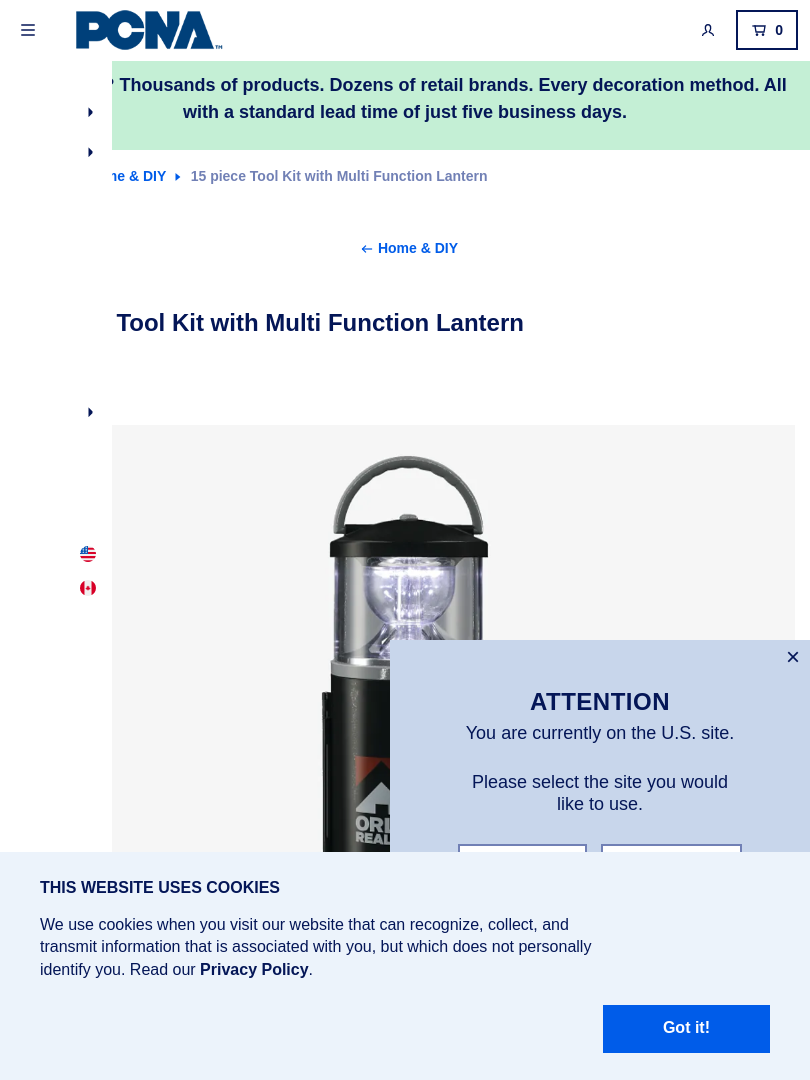 PCNA™
0
Thousands of products. Dozens of retail brands. Every decoration method. All
with a standard lead time of just five business days.
& DIY 15 piece Tool Kit with Multi Function Lantern
Home & DIY
Tool Kit with Multi Function Lantern
ATTENTION
You are currently on the U.S. site.
Please select the site you would
like to use.
THIS WEBSITE USES COOKIES
We use cookies when you visit our website that can recognize, collect, and
transmit information that is associated with you, but which does not personally
identify you. Read our Privacy Policy.
Got it!